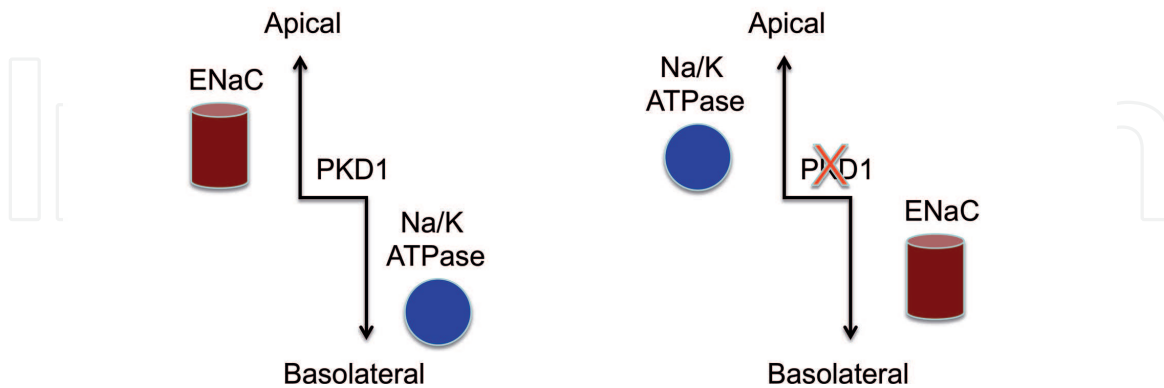 Apical
ENaC
PKD1
Na/K
ATPase
Basolateral
Apical
Na/K
ATPase
PKD1
ENaC
Basolateral